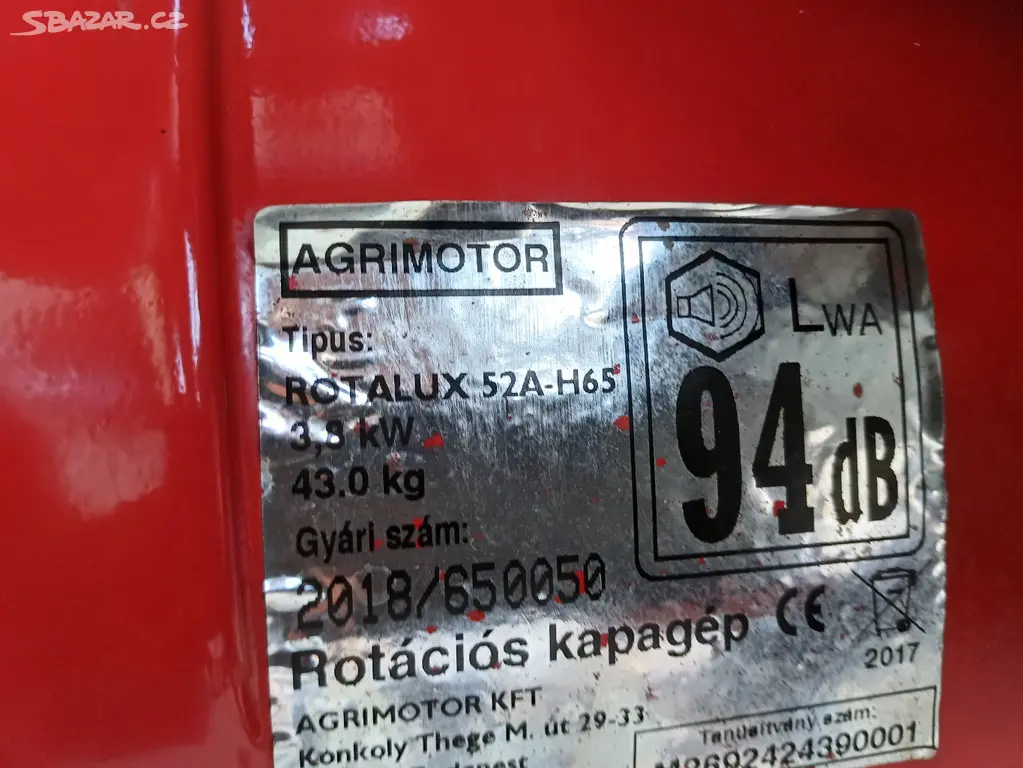 SBAZAR.CZ
AGRIMOTOR
Tipus:
ROTALUX 52A-H65
3,8 kW
43.0 kg
Gyári szám:
2018/650050
LWA
94 dB
Rotációs kapagép CE
2017
AGRIMOTOR KFT
Konkoly Thege M. út 29-33
Tanúsítvány szám: